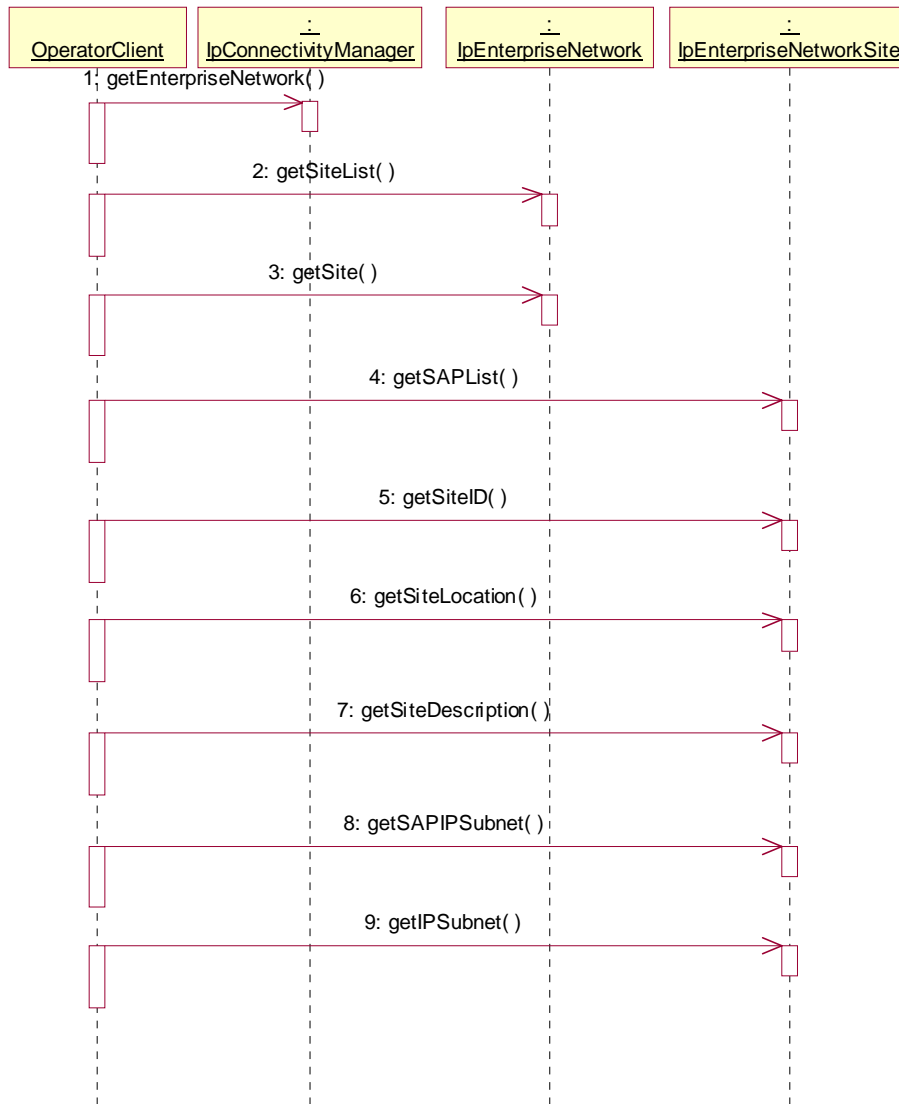 OperatorClient
:
IpConnectivityManager
:
IpEnterpriseNetwork
:
IpEnterpriseNetworkSite
1: getEnterpriseNetwork( )
2: getSiteList( )
3: getSite( )
4: getSAPList( )
5: getSiteID( )
6: getSiteLocation( )
7: getSiteDescription( )
8: getSAPIPSubnet( )
9: getIPSubnet( )